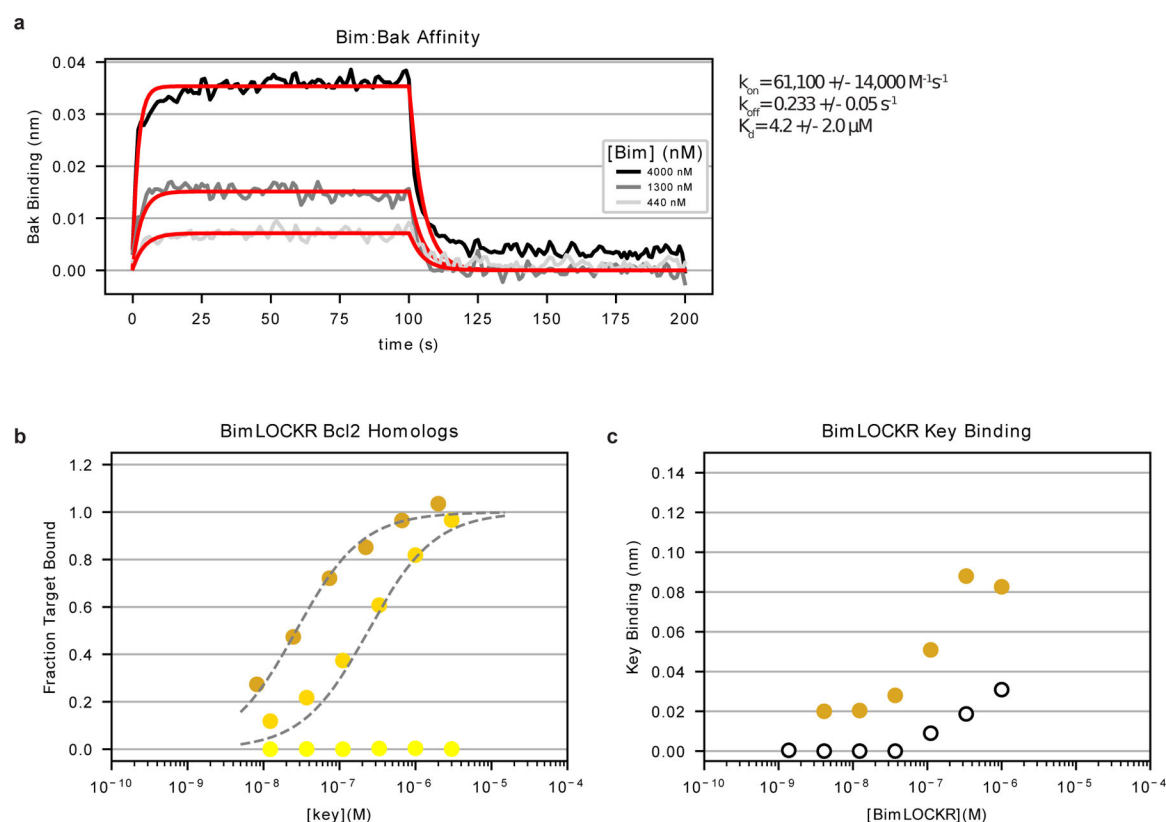 a
Bim:Bak Affinity
Bak Binding (nm)
0.04
0.03
0.02
0.01
0.00
0 25 50 75 100 125 150 175 200
time (s)
[Bim] (nM)
4000 nM
1300 nM
440 nM
k_on=61,100 +/- 14,000 M⁻¹s⁻¹
k_off=0.233 +/- 0.05 s⁻¹
K_d=4.2 +/- 2.0 µM
b
BimLOCKR Bcl2 Homologs
Fraction Target Bound
1.2
1.0
0.8
0.6
0.4
0.2
0.0
10⁻¹⁰ 10⁻⁹ 10⁻⁸ 10⁻⁷ 10⁻⁶ 10⁻⁵ 10⁻⁴
[key](M)
c
BimLOCKR Key Binding
Key Binding (nm)
0.14
0.12
0.10
0.08
0.06
0.04
0.02
0.00
10⁻¹⁰ 10⁻⁹ 10⁻⁸ 10⁻⁷ 10⁻⁶ 10⁻⁵ 10⁻⁴
[BimLOCKR](M)